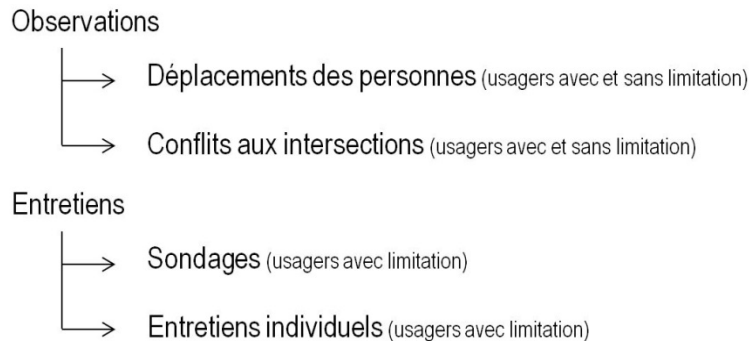 Observations
Déplacements des personnes (usagers avec et sans limitation)
Conflits aux intersections (usagers avec et sans limitation)
Entretiens
Sondages (usagers avec limitation)
Entretiens individuels (usagers avec limitation)